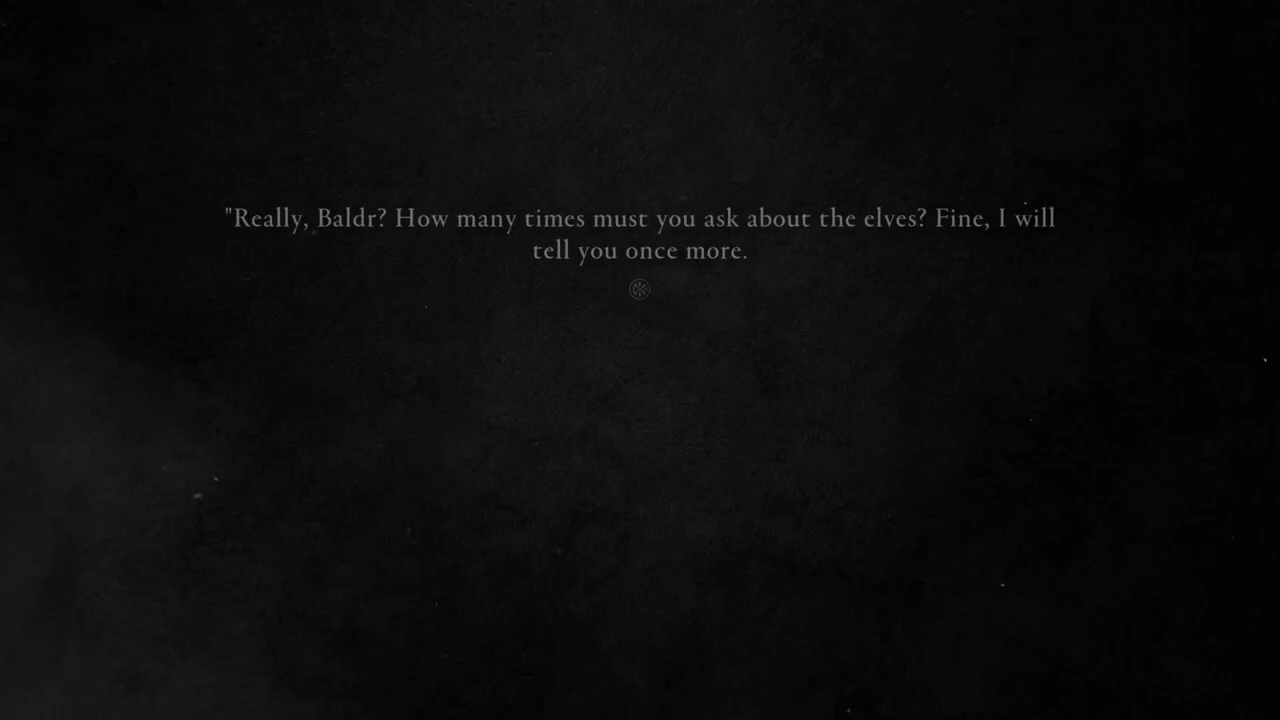 "Really, Baldr? How many times must you ask about the elves? Fine, I will
tell you once more.